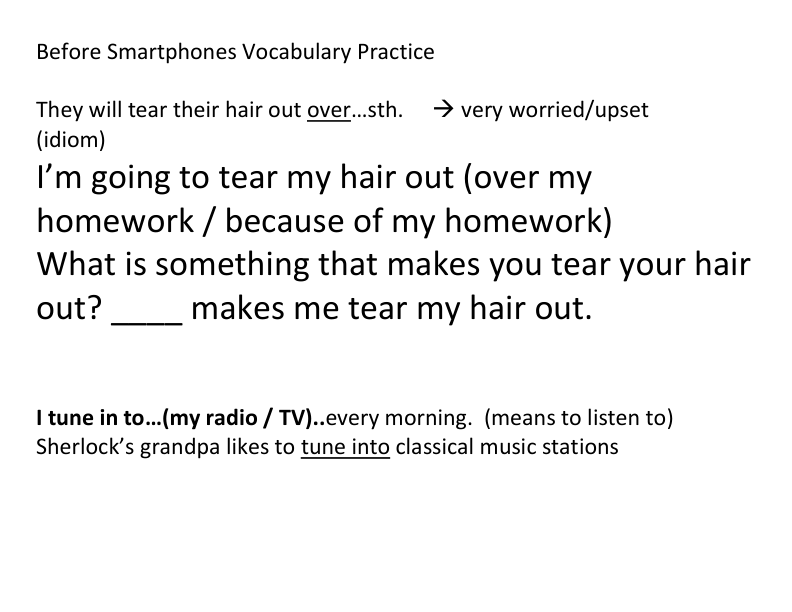 Before Smartphones Vocabulary Practice
They will tear their hair out over…sth. → very worried/upset
(idiom)
I’m going to tear my hair out (over my
homework / because of my homework)
What is something that makes you tear your hair
out? ____ makes me tear my hair out.
I tune in to…(my radio / TV)..every morning. (means to listen to)
Sherlock’s grandpa likes to tune into classical music stations